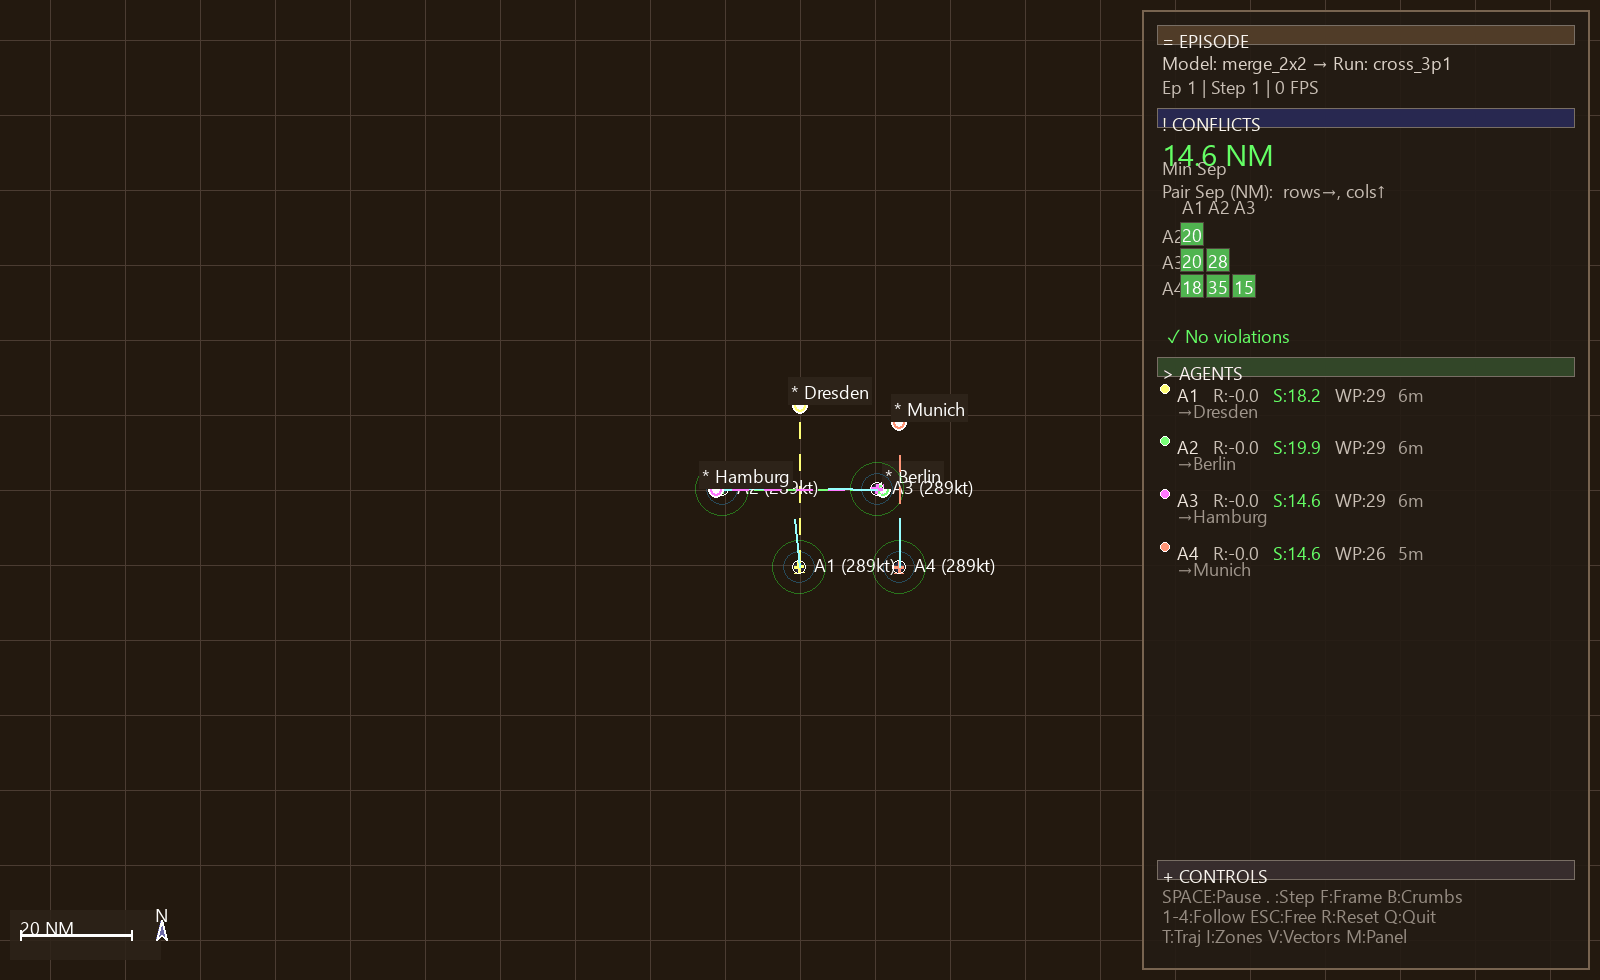 * Dresden
* Munich
* Hamburg
* Berlin
A2 (289kt)
A3 (289kt)
A1 (289kt)
A4 (289kt)
20 NM
N
= EPISODE
Model: merge_2x2 → Run: cross_3p1
Ep 1 | Step 1 | 0 FPS
! CONFLICTS
14.6 NM
Min Sep
Pair Sep (NM):  rows→, cols↑
A1 A2 A3
A2 20
A3 20 28
A4 18 35 15
✓ No violations
> AGENTS
A1 R:-0.0 S:18.2 WP:29 6m
→Dresden
A2 R:-0.0 S:19.9 WP:29 6m
→Berlin
A3 R:-0.0 S:14.6 WP:29 6m
→Hamburg
A4 R:-0.0 S:14.6 WP:26 5m
→Munich
+ CONTROLS
SPACE:Pause . :Step F:Frame B:Crumbs
1-4:Follow ESC:Free R:Reset Q:Quit
T:Traj I:Zones V:Vectors M:Panel